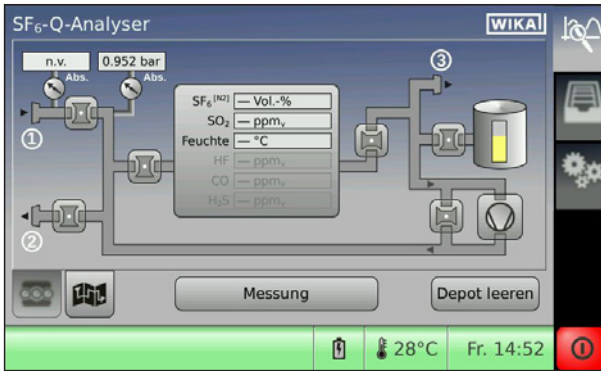 SF₆-Q-Analyser
WIKA
n.v. 0.952 bar
Abs. Abs.
③
SF₆ [N2] — Vol.-%
SO₂ — ppmᵥ
① Feuchte — °C
HF — ppmᵥ
CO — ppmᵥ
H₂S — ppmᵥ
②
Messung Depot leeren
28°C Fr. 14:52